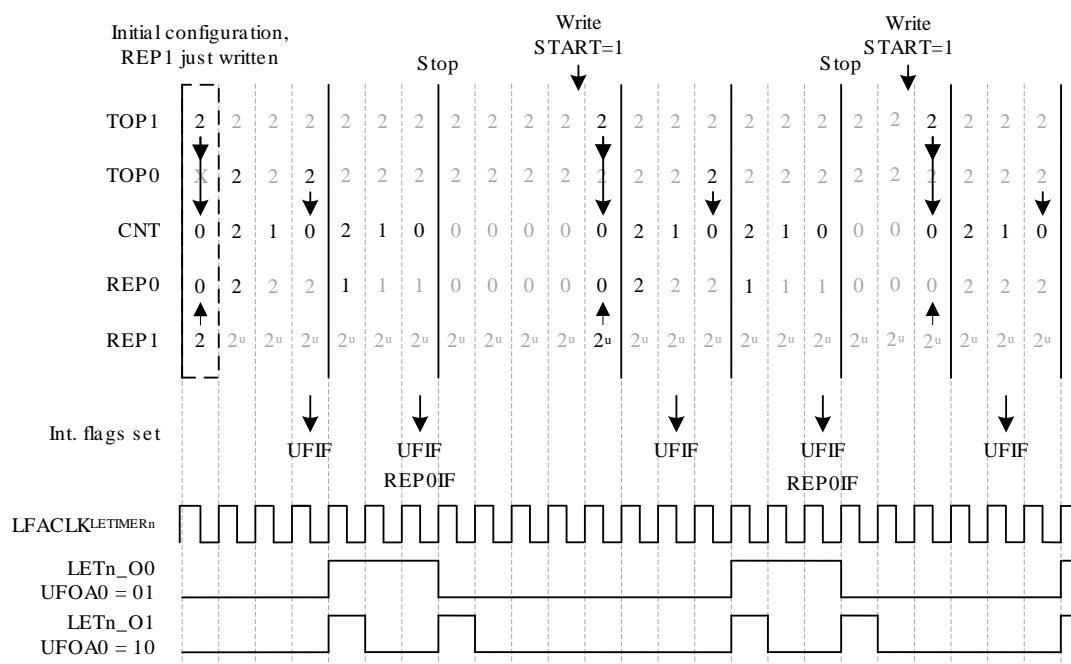 Initial configuration,
REP1 just written
Stop
Write
START=1
Stop
Write
START=1
TOP1 2 2 2 2 2 2 2 2 2 2 2 2 2 2 2 2 2 2 2 2 2 2 2 2
TOP0 X 2 2 2 2 2 2 2 2 2 2 2 2 2 2 2 2 2 2 2 2 2 2 2
CNT 0 2 1 0 2 1 0 0 0 0 0 0 2 1 0 2 1 0 0 0 0 2 1 0
REP0 0 2 2 2 1 1 1 0 0 0 0 0 2 2 2 1 1 1 0 0 0 2 2 2
REP1 2 2u 2u 2u 2u 2u 2u 2u 2u 2u 2u 2u 2u 2u 2u 2u 2u 2u 2u 2u 2u 2u 2u 2u
Int. flags set
UFIF UFIF UFIF UFIF UFIF
REP0IF REP0IF
LFACLKLETIMERn
LETn_O0
UFOA0 = 01
LETn_O1
UFOA0 = 10